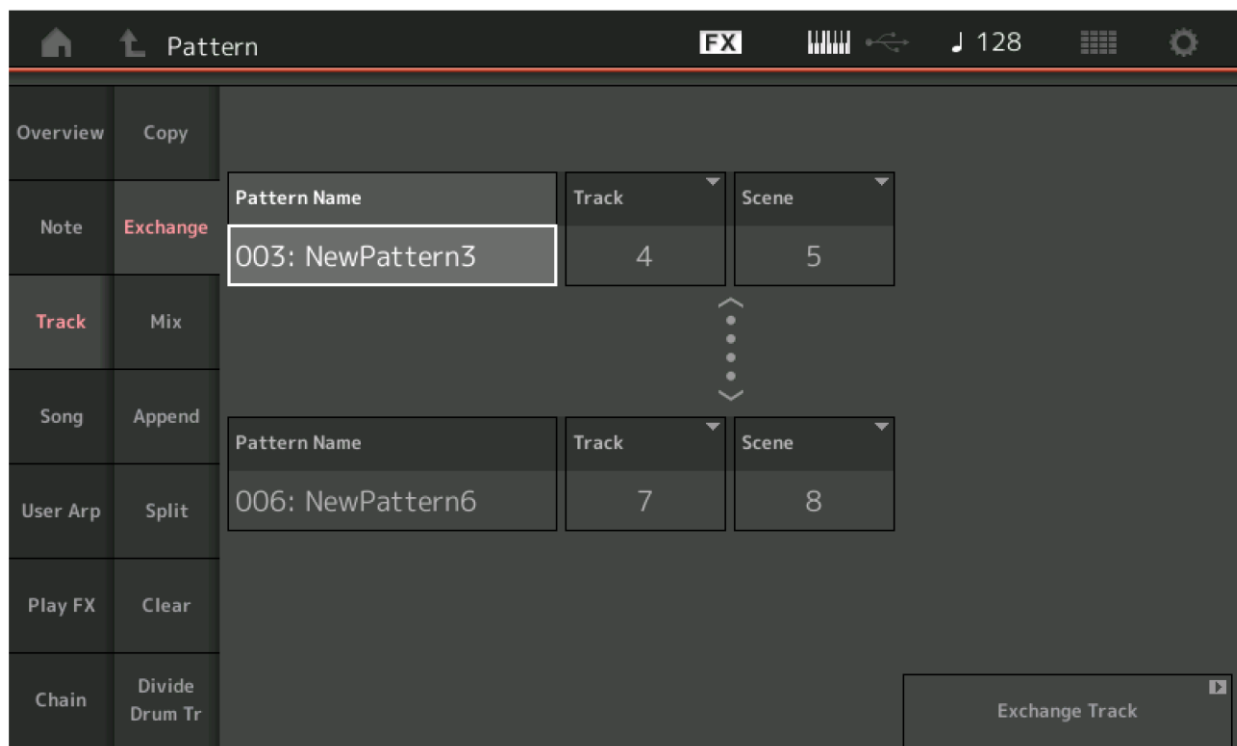 Pattern
FX
♩ 128
Overview
Copy
Note
Exchange
Track
Mix
Song
Append
User Arp
Split
Play FX
Clear
Chain
Divide
Drum Tr
Pattern Name
Track
Scene
003: NewPattern3
4
5
Pattern Name
Track
Scene
006: NewPattern6
7
8
Exchange Track